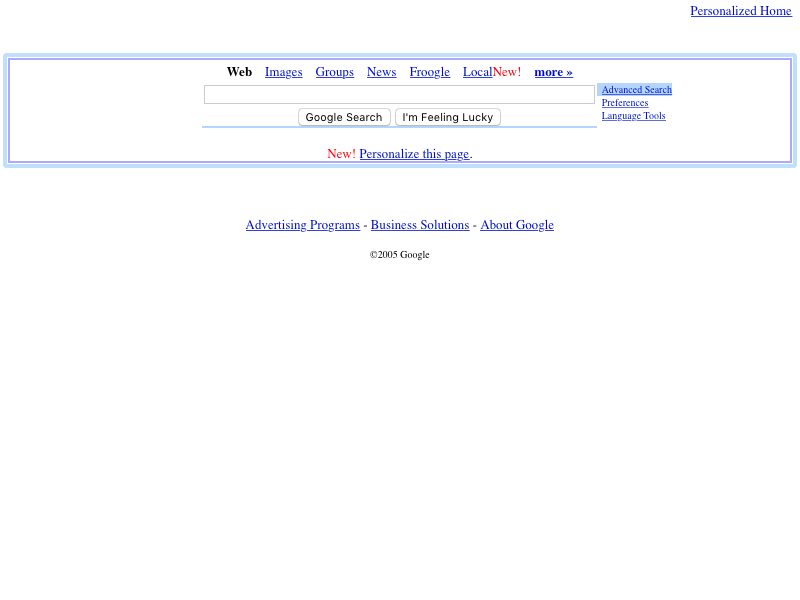 Personalized Home
Web Images Groups News Froogle LocalNew! more »
Advanced Search
Preferences
Language Tools
Google Search I'm Feeling Lucky
New! Personalize this page.
Advertising Programs - Business Solutions - About Google
©2005 Google